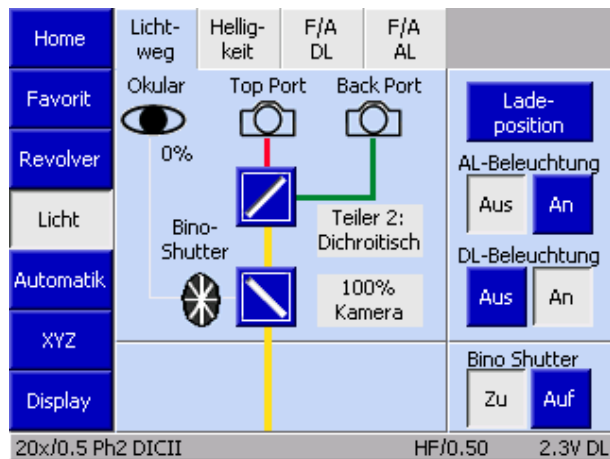 Home
Favorit
Revolver
Licht
Automatik
XYZ
Display
Licht-
weg
Hellig-
keit
F/A
DL
F/A
AL
Okular
Top Port
Back Port
0%
Bino-
Shutter
Teiler 2:
Dichroitisch
100%
Kamera
Lade-
position
AL-Beleuchtung
Aus An
DL-Beleuchtung
Aus An
Bino Shutter
Zu Auf
20x/0.5 Ph2 DICII HF/0.50 2.3V DL